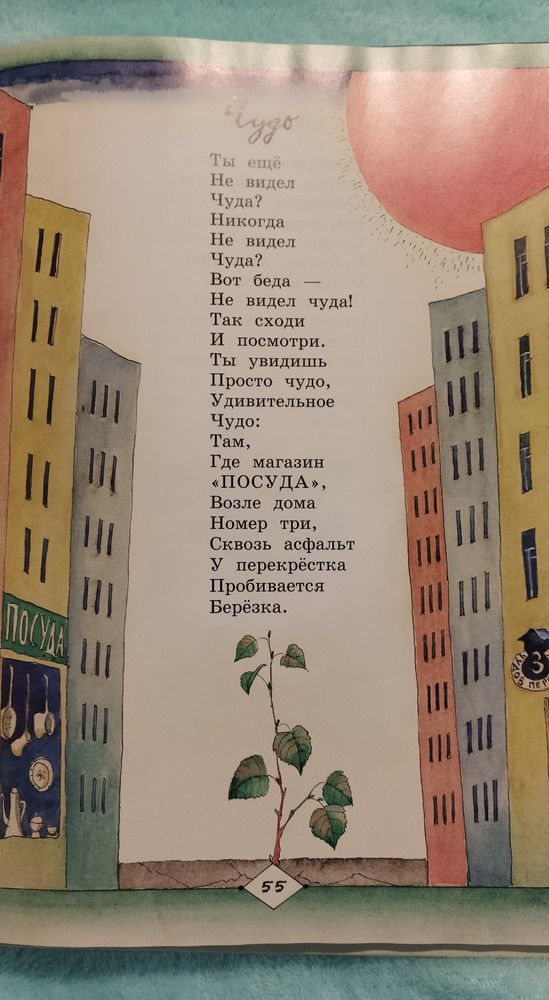 Чудо
Ты ещё
Не видел
Чуда?
Никогда
Не видел
Чуда?
Вот беда —
Не видел чуда!
Так сходи
И посмотри.
Ты увидишь
Просто чудо,
Удивительное
Чудо:
Там,
Где магазин
«ПОСУДА»,
Возле дома
Номер три,
Сквозь асфальт
У перекрёстка
Пробивается
Берёзка.
ПОСУДА
3
55